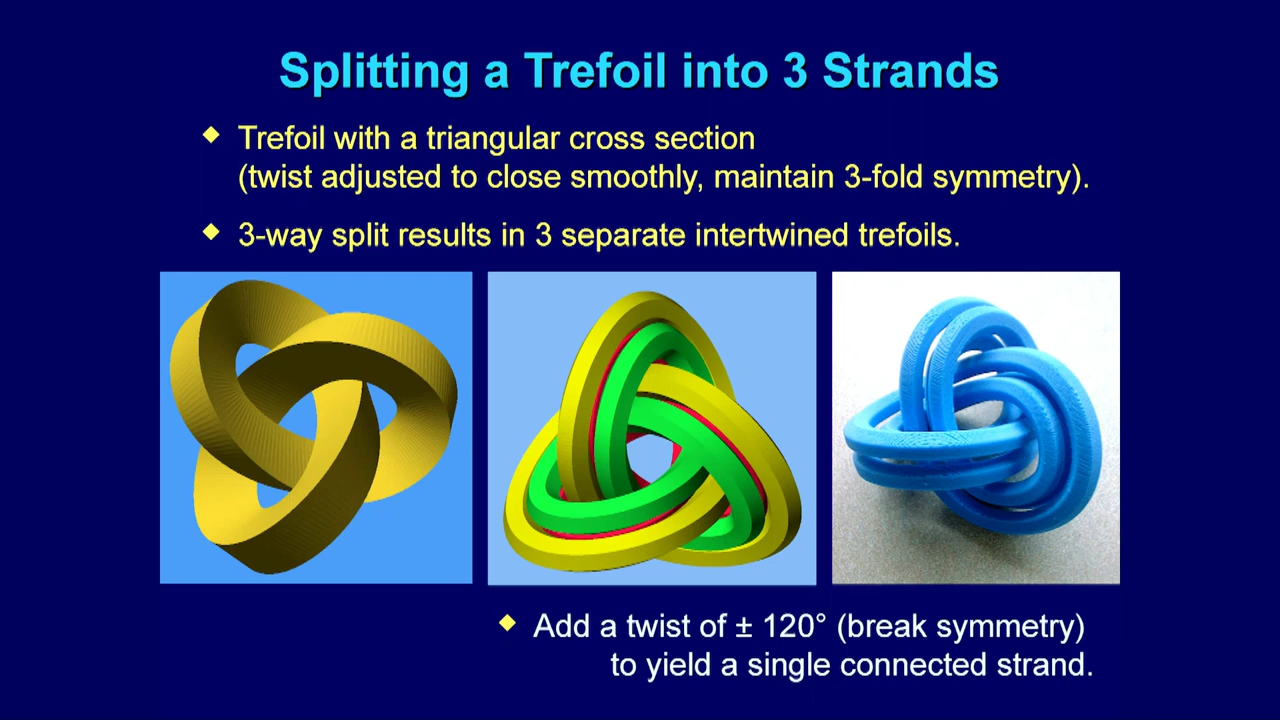 Splitting a Trefoil into 3 Strands
Trefoil with a triangular cross section
(twist adjusted to close smoothly, maintain 3-fold symmetry).
3-way split results in 3 separate intertwined trefoils.
Add a twist of ± 120° (break symmetry)
to yield a single connected strand.